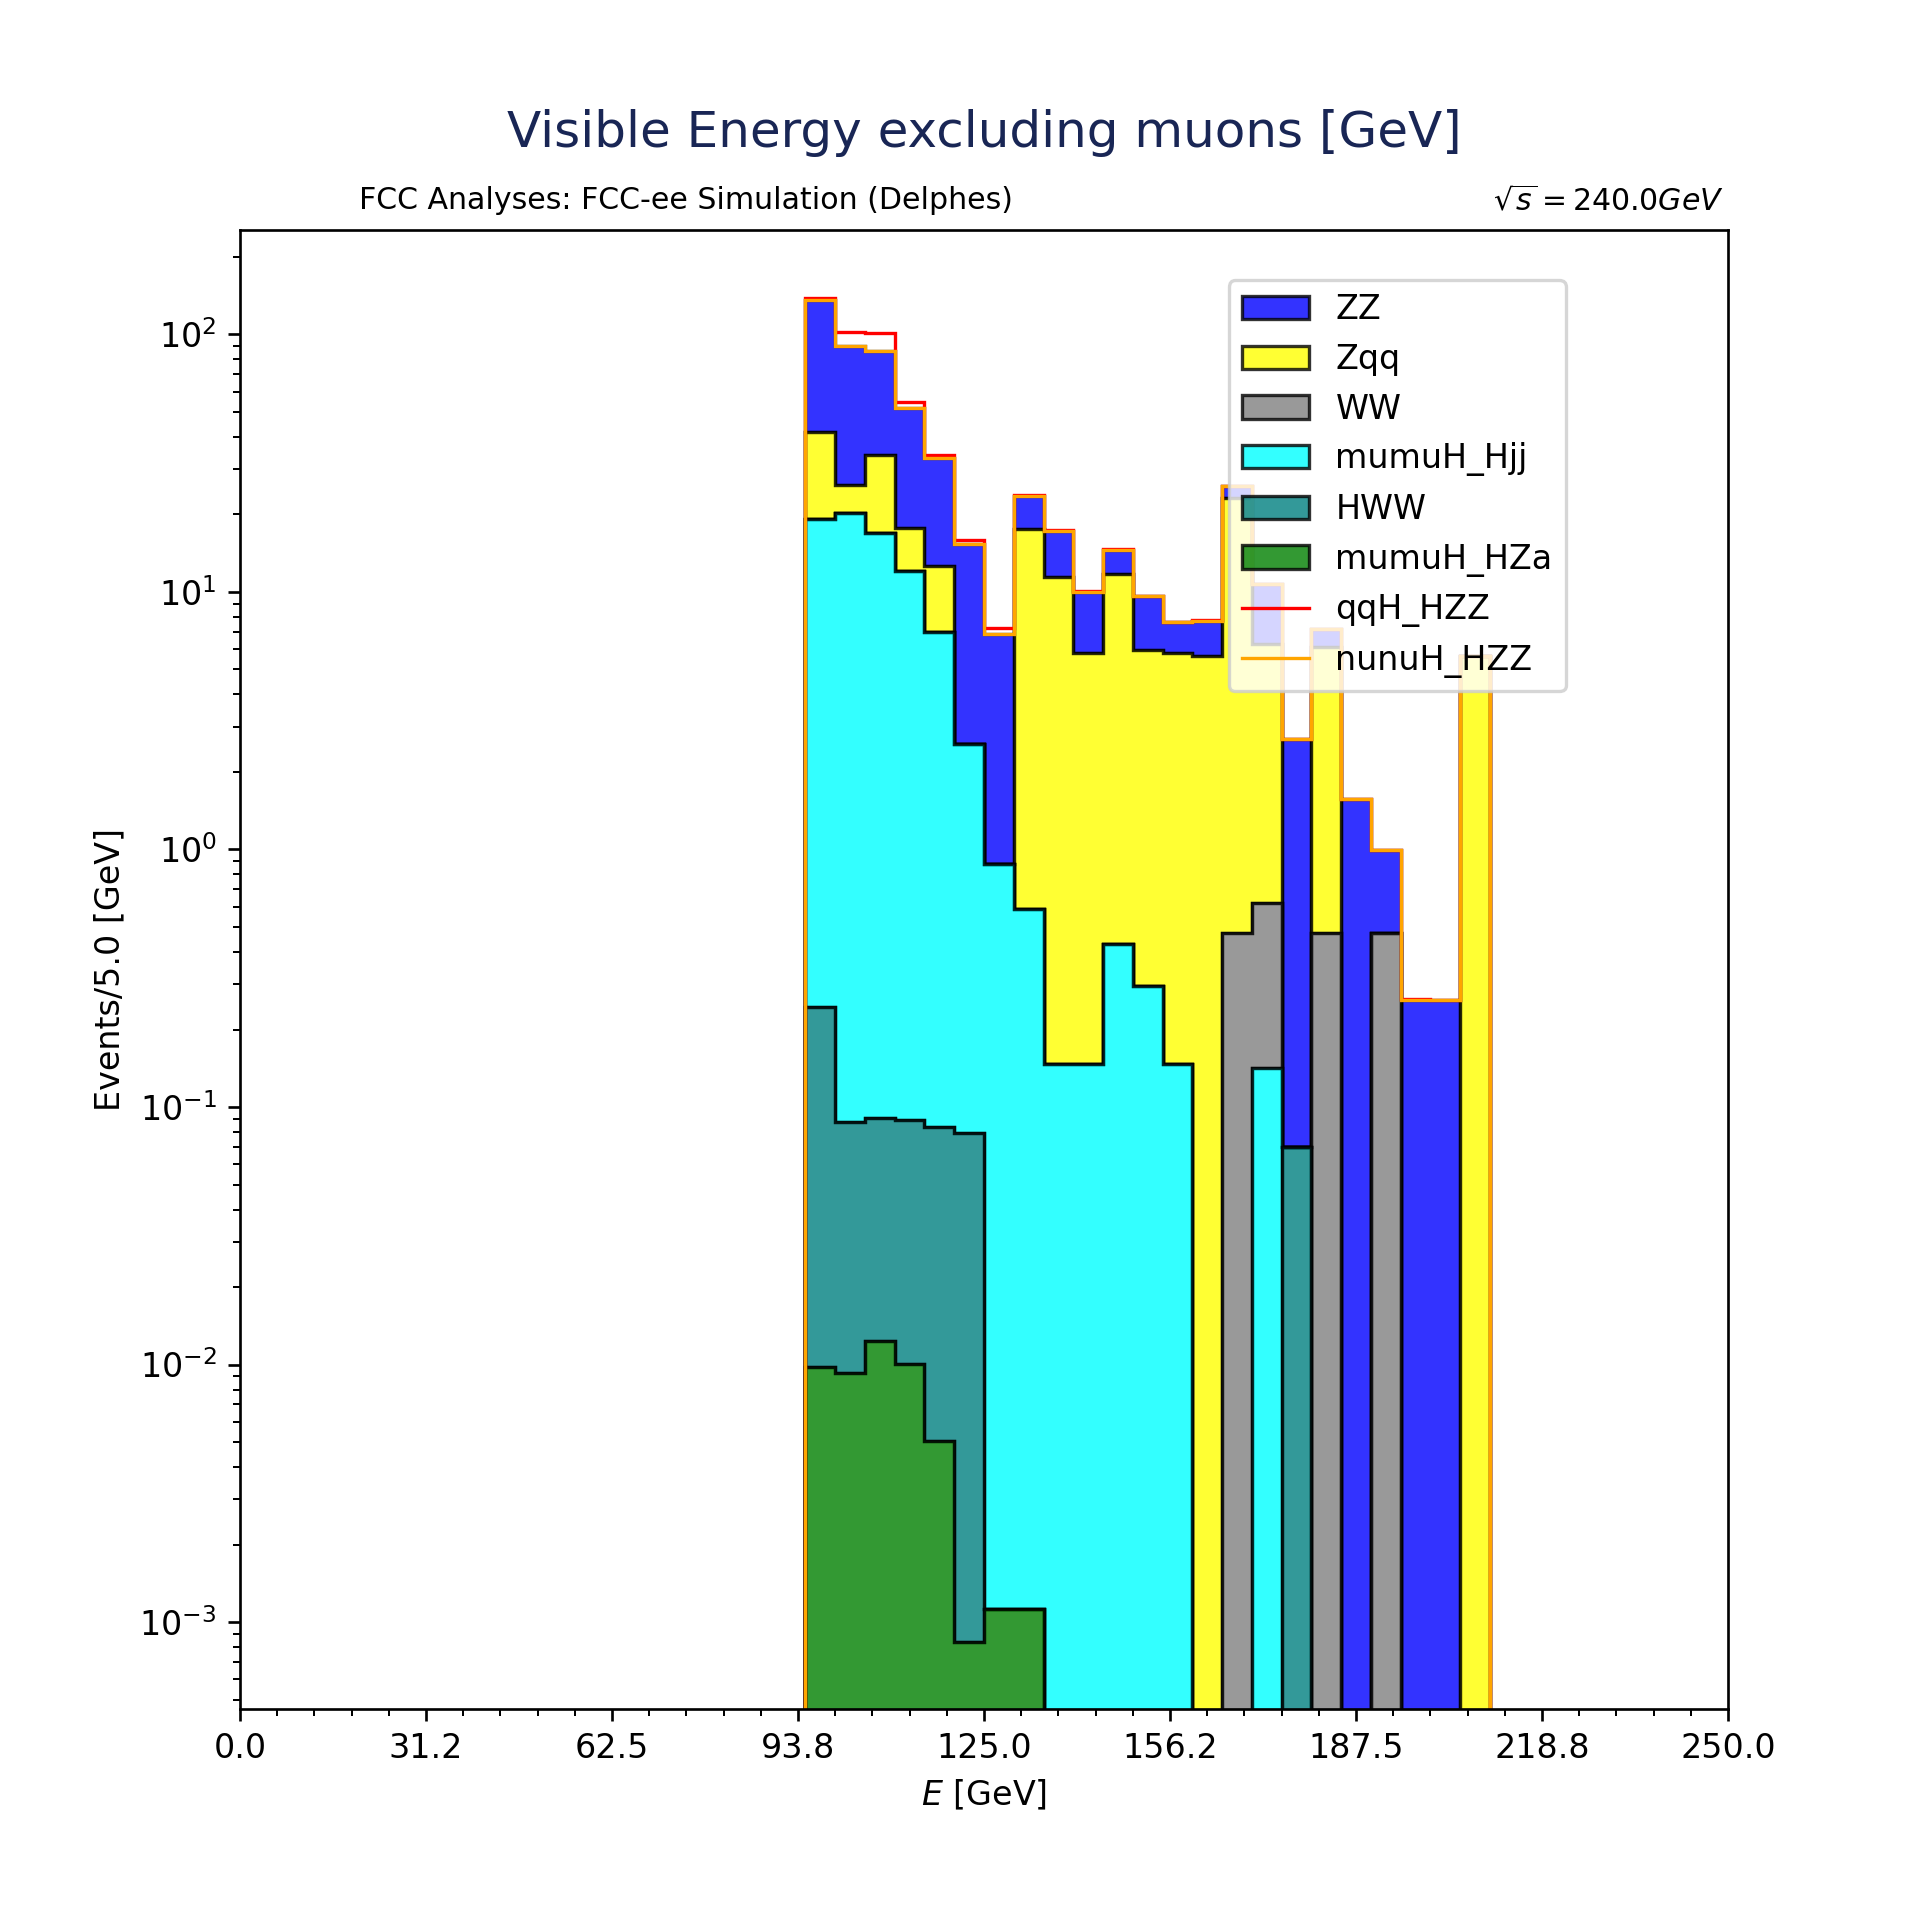 Visible Energy excluding muons [GeV]
FCC Analyses: FCC-ee Simulation (Delphes)
√s = 240.0GeV
ZZ
Zqq
WW
mumuH_Hjj
HWW
mumuH_HZa
qqH_HZZ
nunuH_HZZ
Events/5.0 [GeV]
10²
10¹
10⁰
10⁻¹
10⁻²
10⁻³
0.0 31.2 62.5 93.8 125.0 156.2 187.5 218.8 250.0
E [GeV]